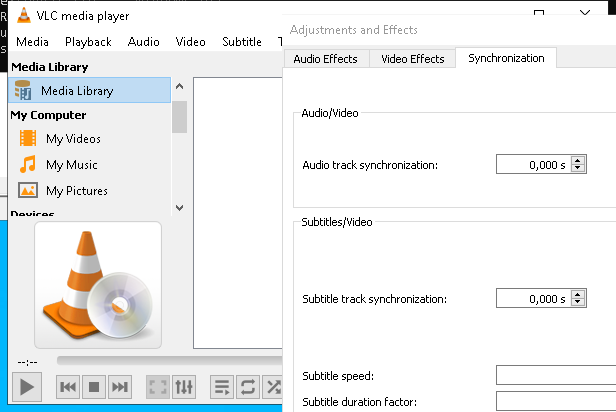 VLC media player
Media Playback Audio Video Subtitle
Media Library
Media Library
My Computer
My Videos
My Music
My Pictures
Devices
--:--
Adjustments and Effects
Audio Effects Video Effects Synchronization
Audio/Video
Audio track synchronization: 0,000 s
Subtitles/Video
Subtitle track synchronization: 0,000 s
Subtitle speed:
Subtitle duration factor: